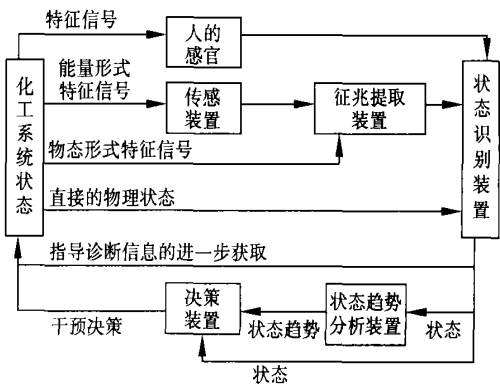 特征信号
人的
感官
能量形式
特征信号
传感
装置
征兆提取
装置
化工系统状态
状态识别装置
物态形式特征信号
直接的物理状态
指导诊断信息的进一步获取
决策
装置
状态趋势
分析装置
干预决策
状态趋势
状态
状态